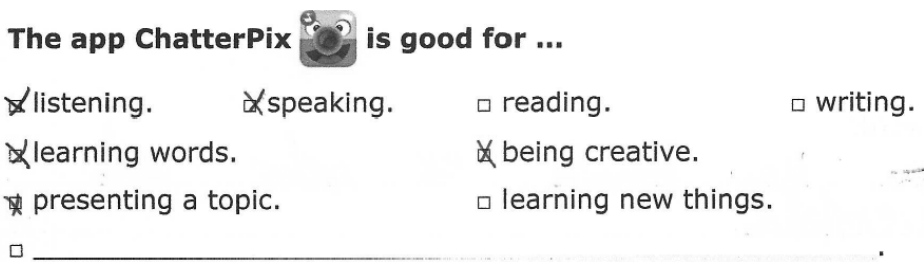 The app ChatterPix is good for ...
listening. speaking. reading. writing.
learning words. being creative.
presenting a topic. learning new things.
.